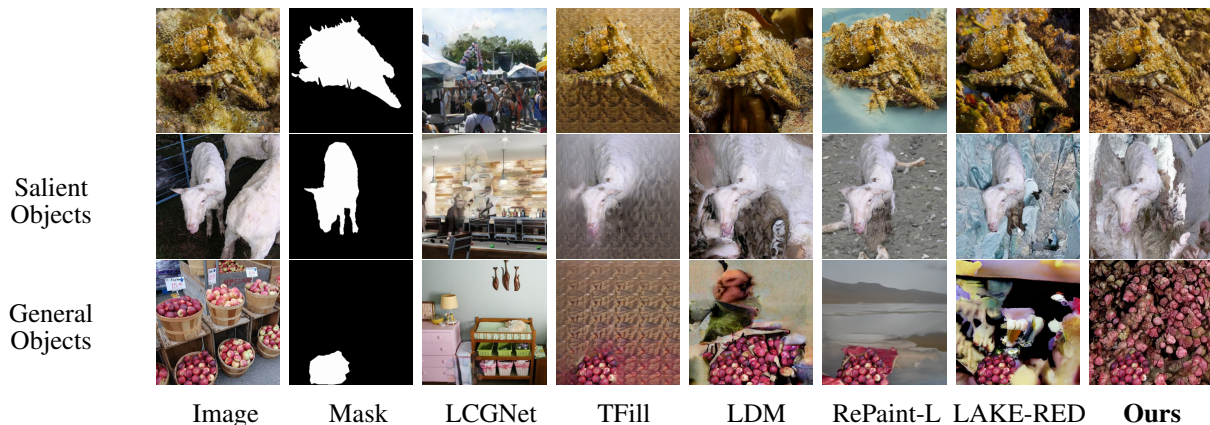 Salient
Objects
General
Objects
Image Mask LCGNet TFill LDM RePaint-L LAKE-RED Ours